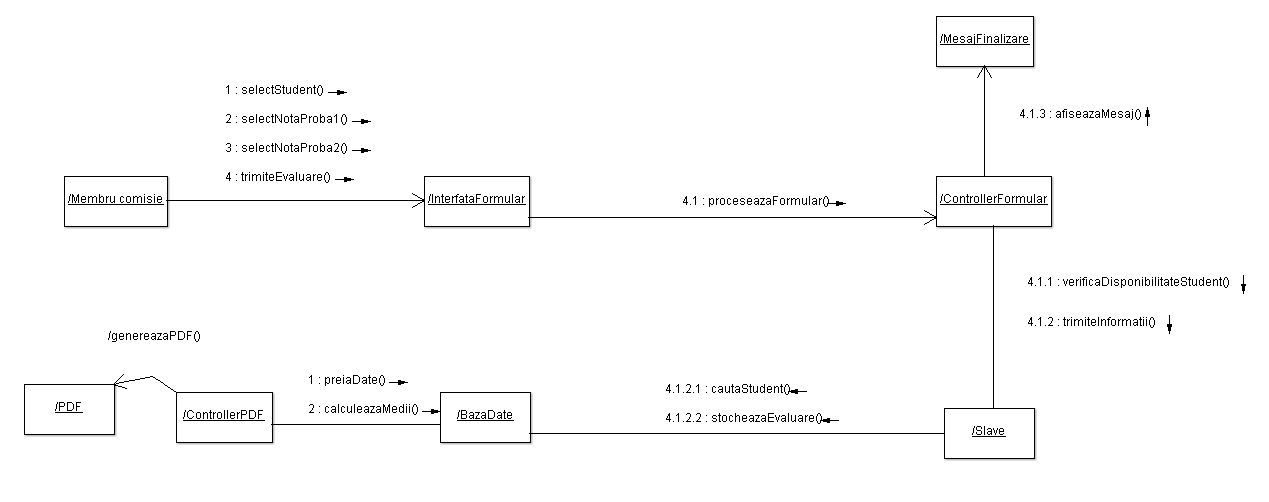 /MesajFinalizare
1 : selectStudent()
4.1.3 : afiseazaMesaj()
2 : selectNotaProba1()
3 : selectNotaProba2()
4 : trimiteEvaluare()
/Membru comisie
/InterfataFormular
4.1 : proceseazaFormular()
/ControllerFormular
4.1.1 : verificaDisponibilitateStudent()
4.1.2 : trimiteInformatii()
/genereazaPDF()
1 : preiaDate()
4.1.2.1 : cautaStudent()
/PDF
/ControllerPDF
2 : calculeazaMedii()
/BazaDate
4.1.2.2 : stocheazaEvaluare()
/Slave